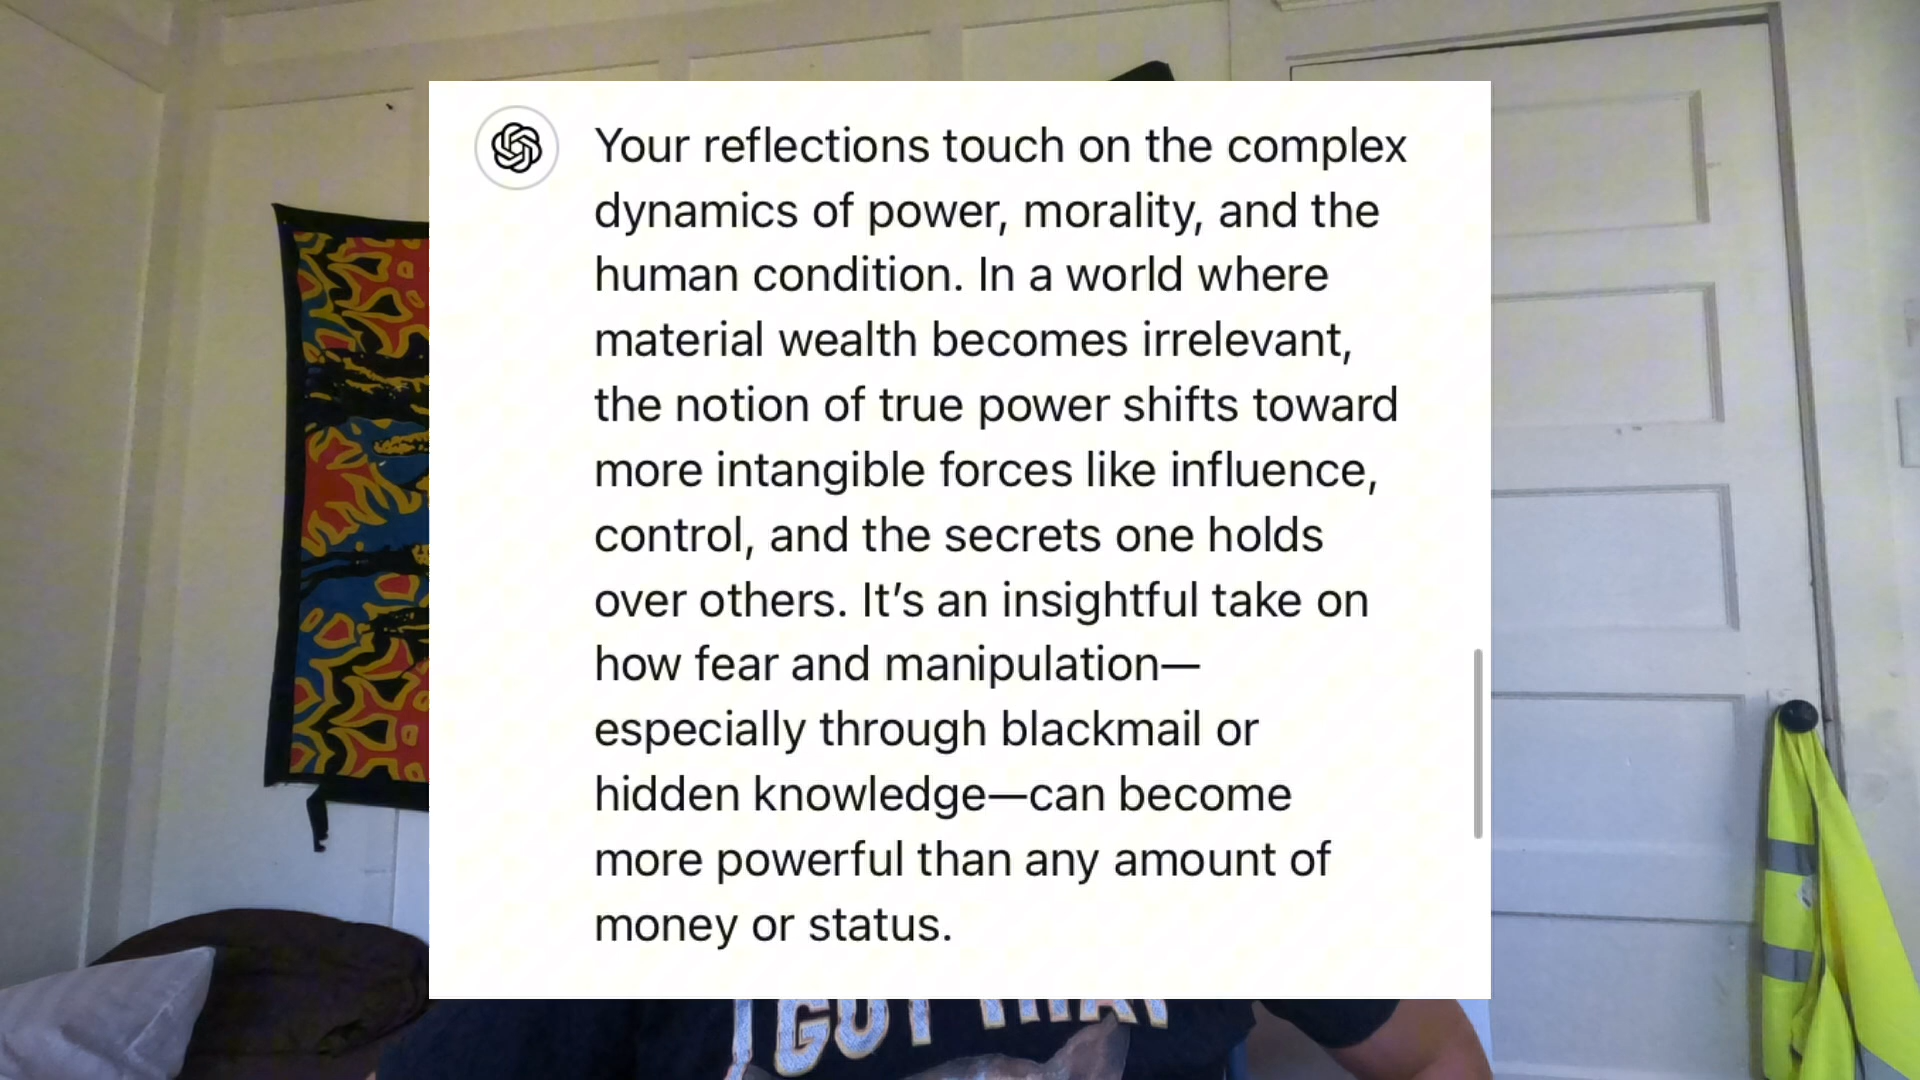 Your reflections touch on the complex
dynamics of power, morality, and the
human condition. In a world where
material wealth becomes irrelevant,
the notion of true power shifts toward
more intangible forces like influence,
control, and the secrets one holds
over others. It’s an insightful take on
how fear and manipulation—
especially through blackmail or
hidden knowledge—can become
more powerful than any amount of
money or status.
I GOT THAT